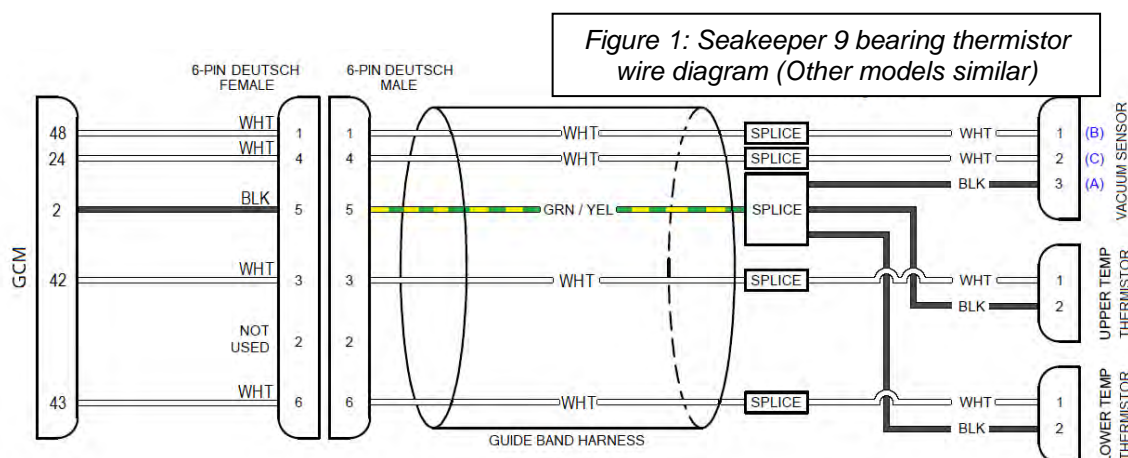 Figure 1: Seakeeper 9 bearing thermistor
wire diagram (Other models similar)
6-PIN DEUTSCH
FEMALE
6-PIN DEUTSCH
MALE
GCM
48 WHT 1 1 WHT SPLICE WHT 1 (B)
24 WHT 4 4 WHT SPLICE WHT 2 (C)
BLK 3 (A)
2 BLK 5 5 GRN / YEL SPLICE
VACUUM SENSOR
42 WHT 3 3 WHT SPLICE WHT 1
BLK 2
UPPER TEMP
THERMISTOR
NOT
USED
2 2
43 WHT 6 6 WHT SPLICE WHT 1
BLK 2
LOWER TEMP
THERMISTOR
GUIDE BAND HARNESS